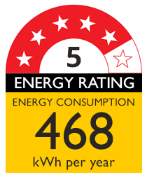 5
ENERGY RATING
ENERGY CONSUMPTION
468
kWh per year